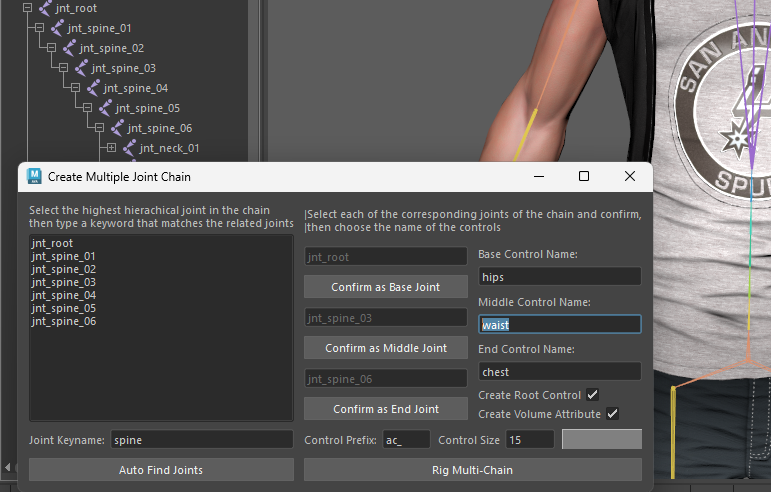 jnt_root
jnt_spine_01
jnt_spine_02
jnt_spine_03
jnt_spine_04
jnt_spine_05
jnt_spine_06
jnt_neck_01
SAN AN
SPU
M
Create Multiple Joint Chain
Select the highest hierachical joint in the chain
then type a keyword that matches the related joints
jnt_root
jnt_spine_01
jnt_spine_02
jnt_spine_03
jnt_spine_04
jnt_spine_05
jnt_spine_06
Joint Keyname: spine
Auto Find Joints
|Select each of the corresponding joints of the chain and confirm,
|then choose the name of the controls
jnt_root
Confirm as Base Joint
jnt_spine_03
Confirm as Middle Joint
jnt_spine_06
Confirm as End Joint
Base Control Name:
hips
Middle Control Name:
waist
End Control Name:
chest
Create Root Control
Create Volume Attribute
Control Prefix: ac_ Control Size 15
Rig Multi-Chain